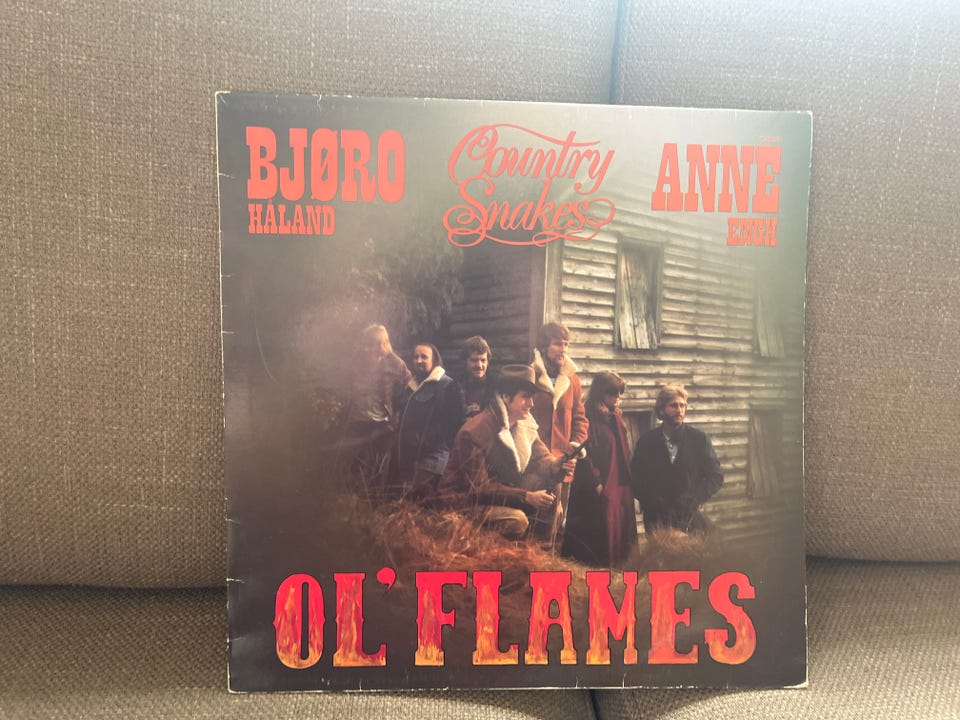 BJØRO
HÅLAND
Country
Snakes
ANNE
ENGH
OL' FLAMES